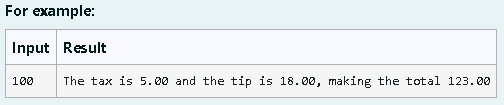 For example:
Input Result
100 The tax is 5.00 and the tip is 18.00, making the total 123.00